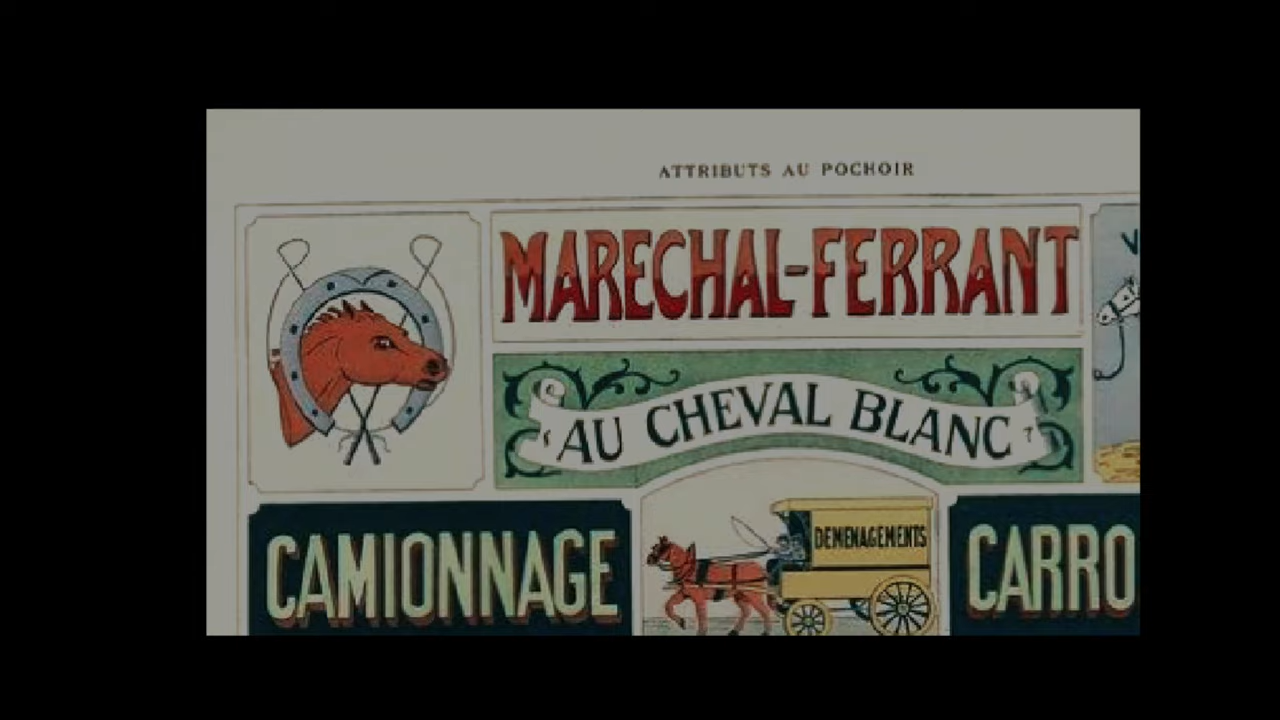 ATTRIBUTS AU POCHOIR
MARECHAL-FERRANT
AU CHEVAL BLANC
DEMENAGEMENTS
CAMIONNAGE
CARRO